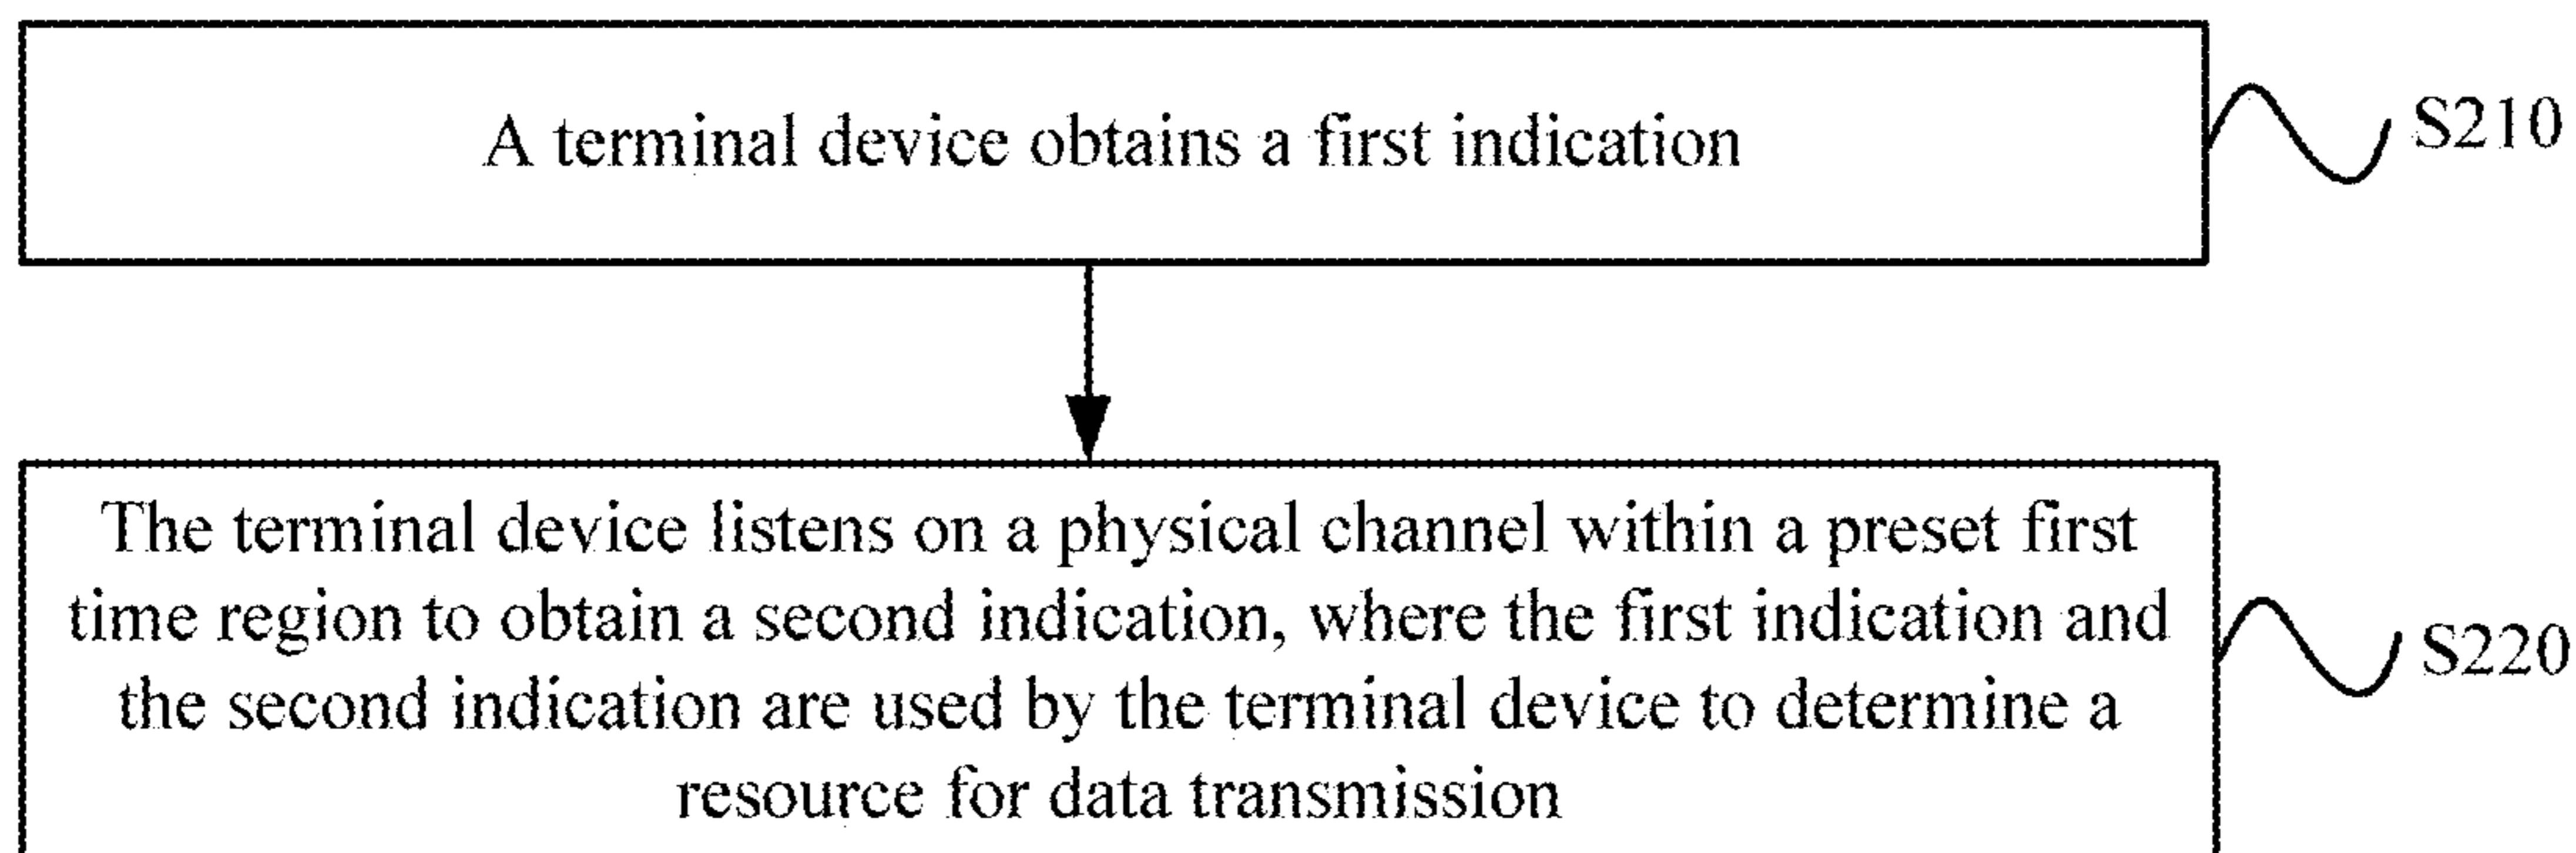 A terminal device obtains a first indication
S210
The terminal device listens on a physical channel within a preset first
time region to obtain a second indication, where the first indication and
the second indication are used by the terminal device to determine a
resource for data transmission
S220